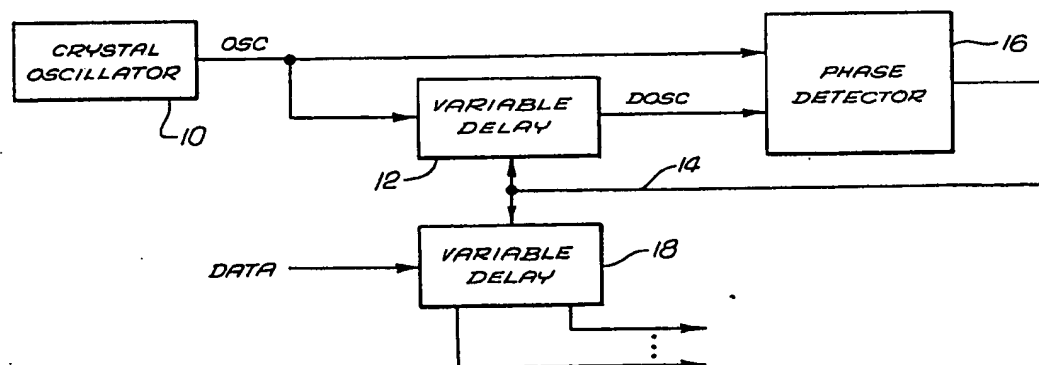 CRYSTAL
OSCILLATOR
10
OSC
VARIABLE
DELAY
12
DOSC
PHASE
DETECTOR
16
14
DATA
VARIABLE
DELAY
18